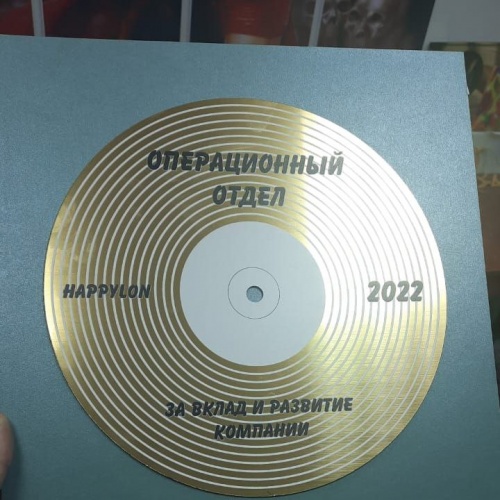 ОПЕРАЦИОННЫЙ
ОТДЕЛ
HAPPYLON
2022
ЗА ВКЛАД И РАЗВИТИЕ
КОМПАНИИ